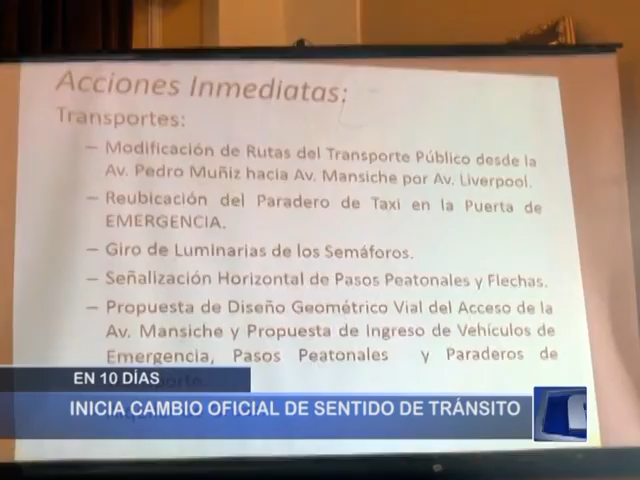 Acciones Inmediatas:
Transportes:
– Modificación de Rutas del Transporte Público desde la
Av. Pedro Muñiz hacia Av. Mansiche por Av. Liverpool.
– Reubicación del Paradero de Taxi en la Puerta de
EMERGENCIA.
– Giro de Luminarias de los Semáforos.
– Señalización Horizontal de Pasos Peatonales y Flechas.
– Propuesta de Diseño Geométrico Vial del Acceso de la
Av. Mansiche y Propuesta de Ingreso de Vehículos de
Emergencia, Pasos Peatonales y Paraderos de
EN 10 DÍAS
INICIA CAMBIO OFICIAL DE SENTIDO DE TRÁNSITO